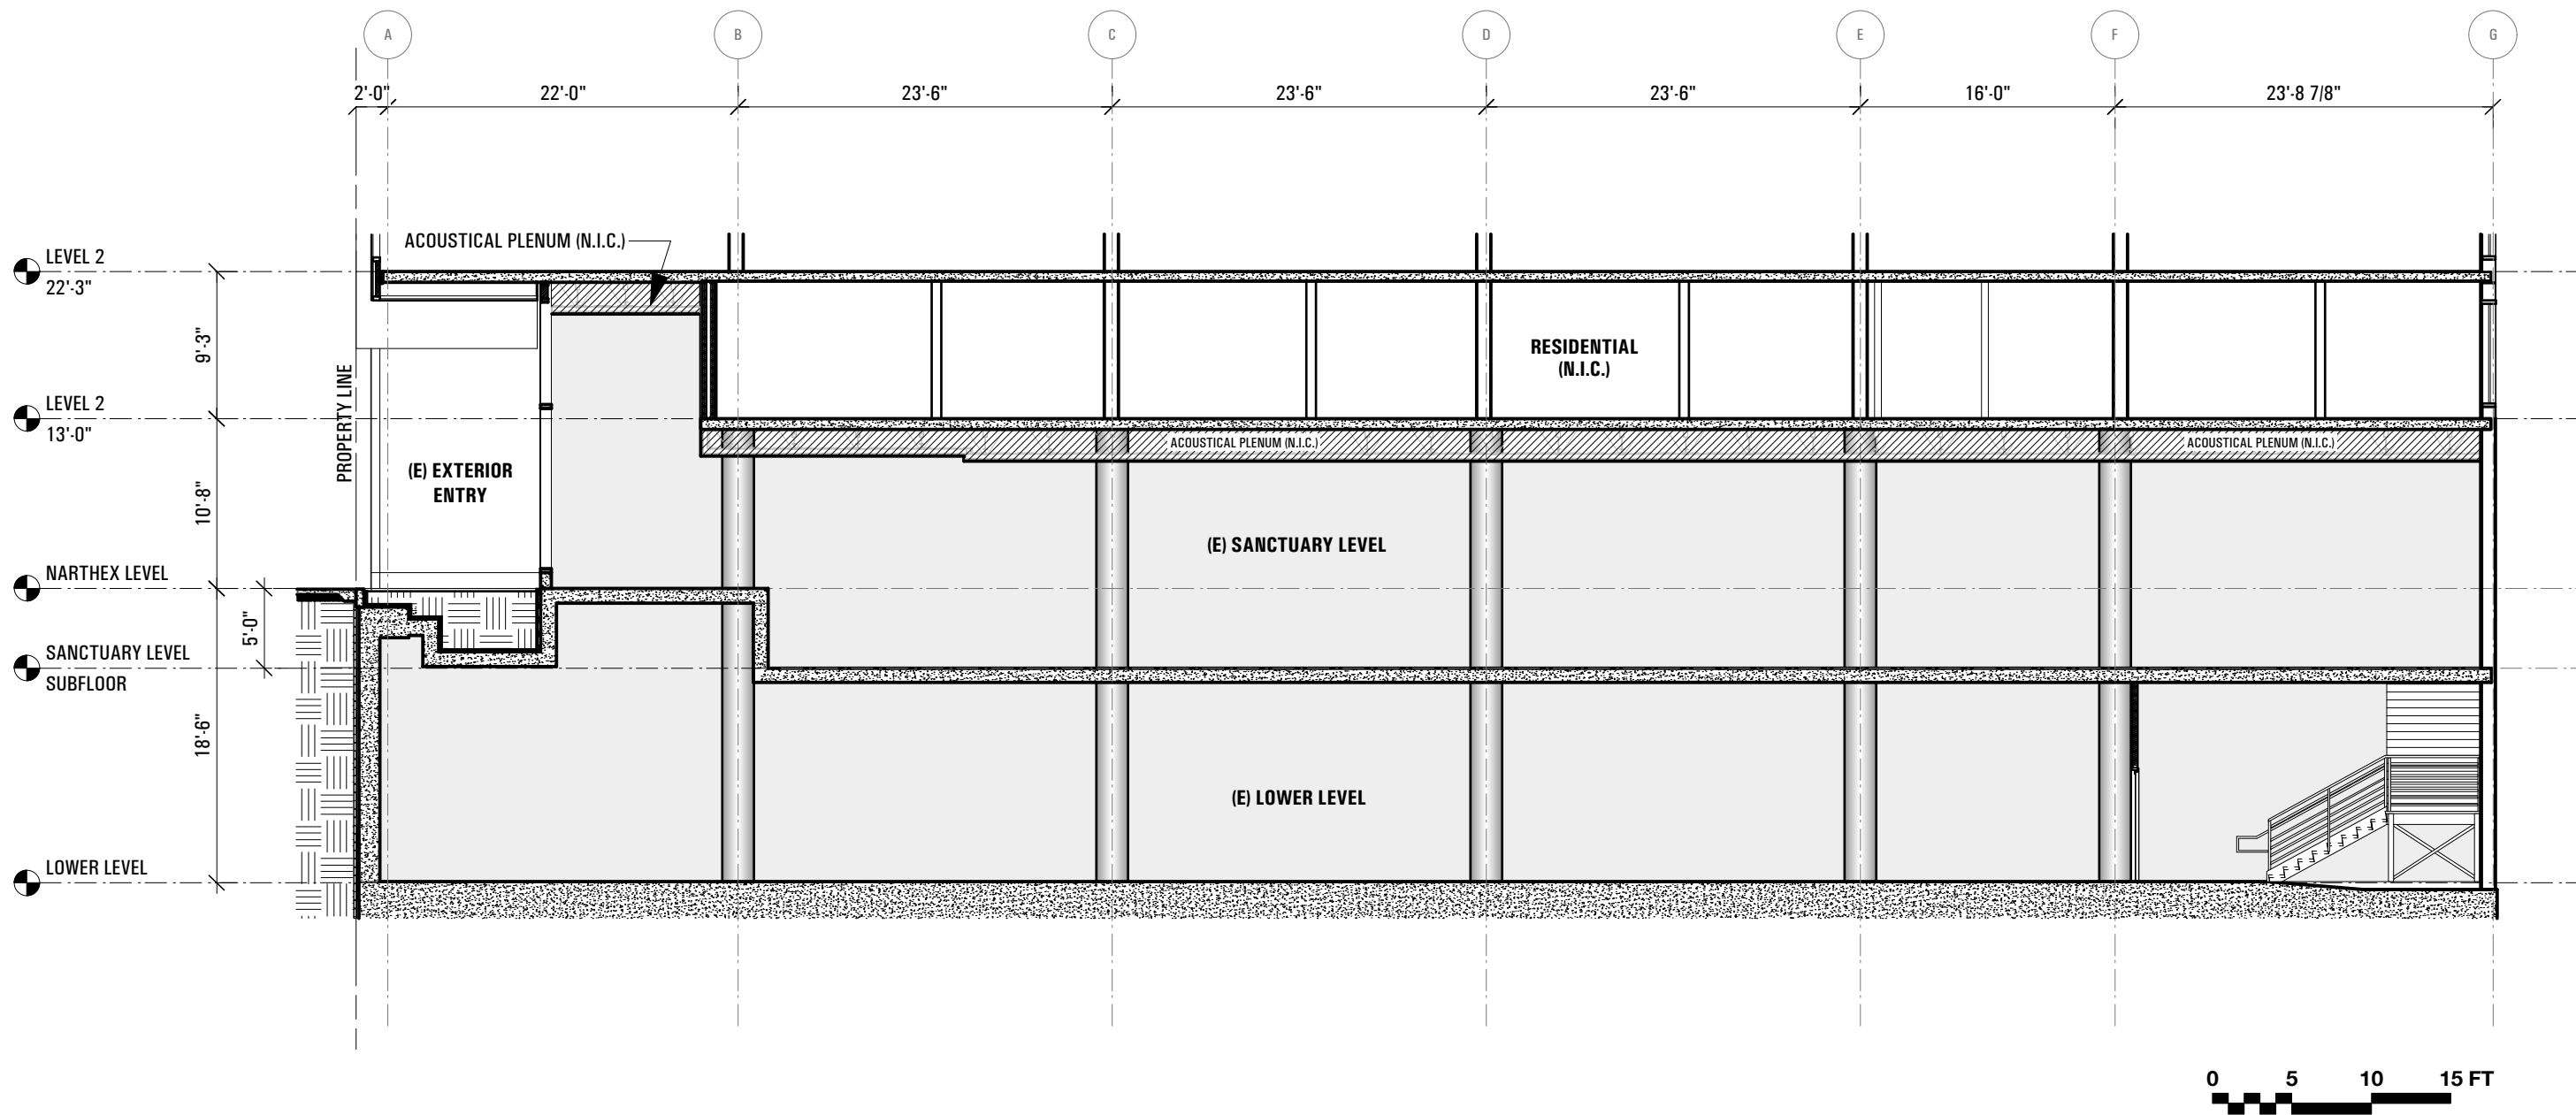 A
B
C
D
E
F
G
2'-0"
22'-0"
23'-6"
23'-6"
23'-6"
16'-0"
23'-8 7/8"
ACOUSTICAL PLENUM (N.I.C.)
LEVEL 2
22'-3"
9'-3"
RESIDENTIAL
(N.I.C.)
PROPERTY LINE
LEVEL 2
13'-0"
ACOUSTICAL PLENUM (N.I.C.)
ACOUSTICAL PLENUM (N.I.C.)
(E) EXTERIOR
ENTRY
10'-8"
(E) SANCTUARY LEVEL
NARTHEX LEVEL
5'-0"
SANCTUARY LEVEL
SUBFLOOR
18'-6"
(E) LOWER LEVEL
LOWER LEVEL
0 5 10 15 FT